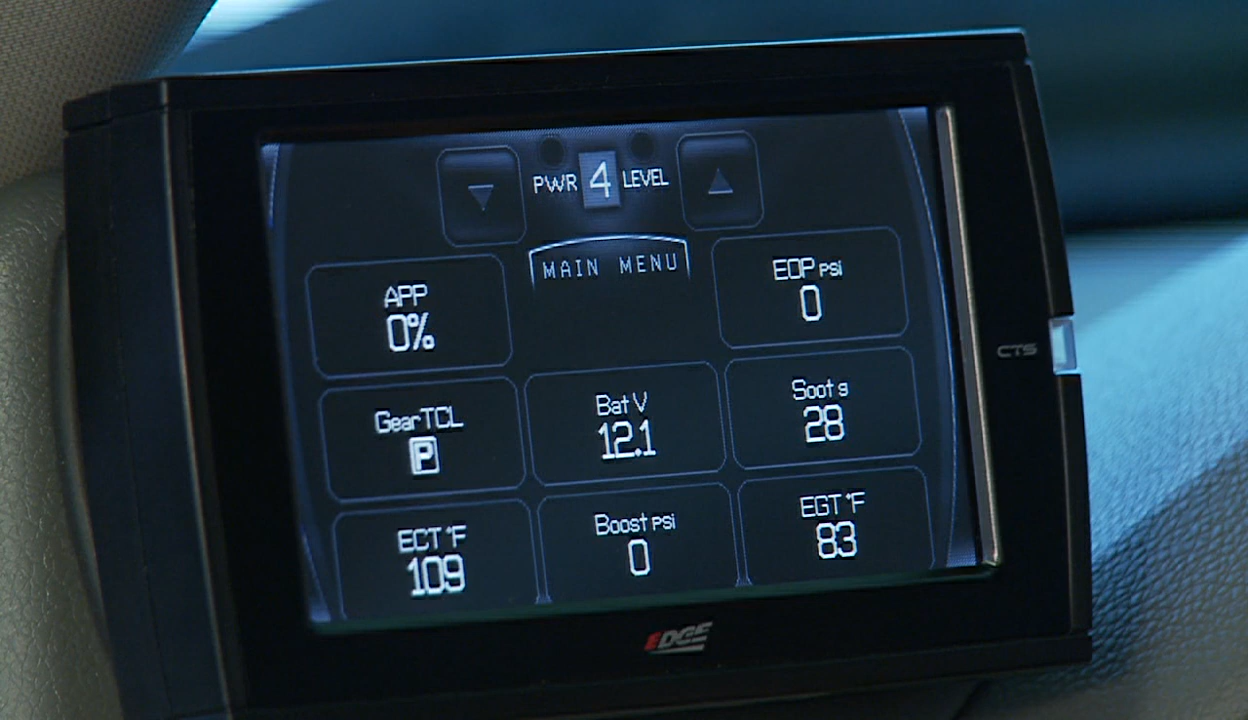 PWR 4 LEVEL
MAIN MENU
APP
0%
EOP psi
0
GearTCL
P
Bat V
12.1
Soot g
28
ECT °F
109
Boost psi
0
EGT °F
83
CTS
EDGE